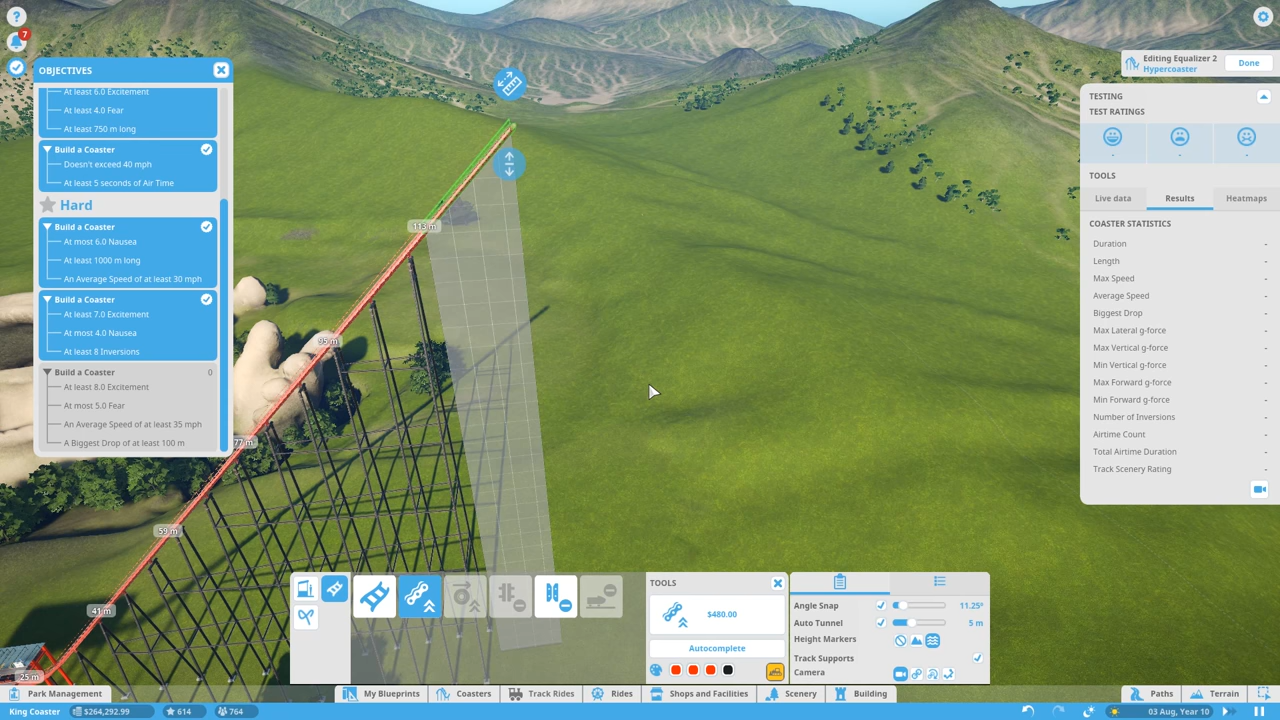 ?
7
OBJECTIVES
At least 6.0 Excitement
At least 4.0 Fear
At least 750 m long
Build a Coaster
Doesn't exceed 40 mph
At least 5 seconds of Air Time
Hard
Build a Coaster
At most 6.0 Nausea
At least 1000 m long
An Average Speed of at least 30 mph
Build a Coaster
At least 7.0 Excitement
At most 4.0 Nausea
At least 8 Inversions
Build a Coaster 0
At least 8.0 Excitement
At most 5.0 Fear
An Average Speed of at least 35 mph
A Biggest Drop of at least 100 m
113 m
95 m
77 m
59 m
41 m
25 m
Editing Equalizer 2
Hypercoaster
Done
TESTING
TEST RATINGS
- - -
TOOLS
Live data Results Heatmaps
COASTER STATISTICS
Duration -
Length -
Max Speed -
Average Speed -
Biggest Drop -
Max Lateral g-force -
Max Vertical g-force -
Min Vertical g-force -
Max Forward g-force -
Min Forward g-force -
Number of Inversions -
Airtime Count -
Total Airtime Duration -
Track Scenery Rating -
TOOLS
$480.00
Autocomplete
Angle Snap 11.25°
Auto Tunnel 5 m
Height Markers
Track Supports
Camera
Park Management My Blueprints Coasters Track Rides Rides Shops and Facilities Scenery Building Paths Terrain
King Coaster $264,292.99 614 764 03 Aug, Year 10